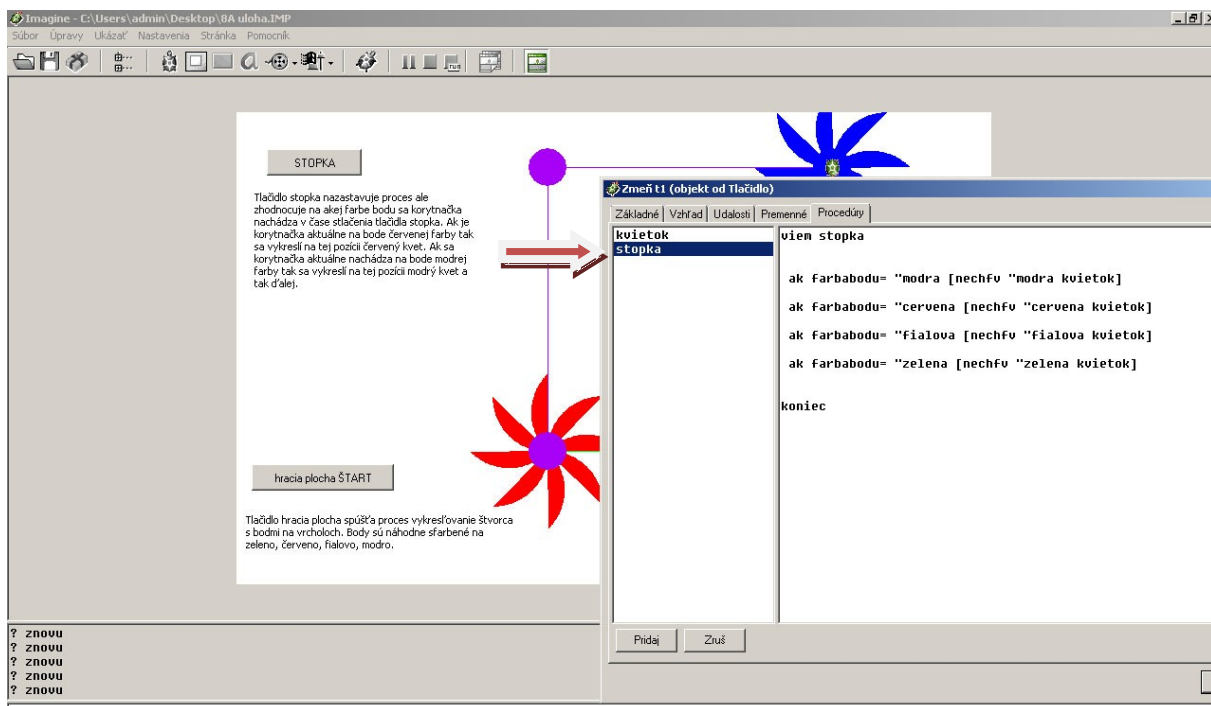 Imagine - C:\Users\admin\Desktop\8A uloha.IMP
Súbor Úpravy Ukázať Nastavenia Stránka Pomocník
STOPKA
Tlačidlo stopka nazastavuje proces ale
zhodnocuje na akej farbe bodu sa korytnačka
nachádza v čase stlačenia tlačidla stopka. Ak je
korytnačka aktuálne na bode červenej farby tak
sa vykreslí na tej pozícii červený kvet. Ak sa
korytnačka aktuálne nachádza na bode modrej
farby tak sa vykreslí na tej pozícii modrý kvet a
tak ďalej.
hracia plocha ŠTART
Tlačidlo hracia plocha spúšťa proces vykresľovanie štvorca
s bodmi na vrcholoch. Body sú náhodne sfarbené na
zeleno, červeno, fialovo, modro.
Zmeň t1 (objekt od Tlačidlo)
Základné Vzhľad Udalosti Premenné Procedúry
kvietok
stopka
viem stopka
ak farbabodu= "modra [nechfv "modra kvietok]
ak farbabodu= "cervena [nechfv "cervena kvietok]
ak farbabodu= "fialova [nechfv "fialova kvietok]
ak farbabodu= "zelena [nechfv "zelena kvietok]
koniec
Pridaj Zruš
? znovu
? znovu
? znovu
? znovu
? znovu